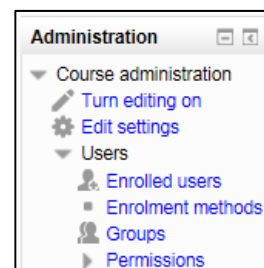 Administration
Course administration
Turn editing on
Edit settings
Users
Enrolled users
Enrolment methods
Groups
Permissions